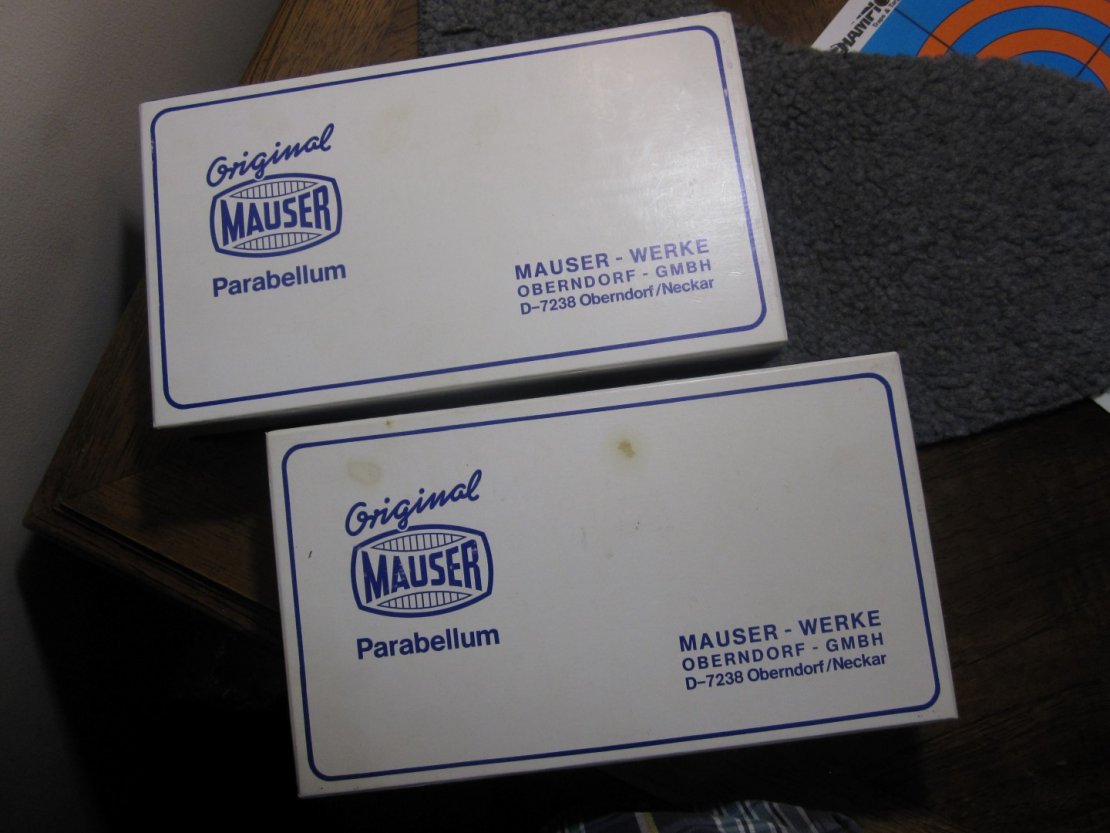 Original
MAUSER
Parabellum
MAUSER - WERKE
OBERNDORF - GMBH
D-7238 Oberndorf/Neckar
Original
MAUSER
Parabellum
MAUSER - WERKE
OBERNDORF - GMBH
D-7238 Oberndorf/Neckar